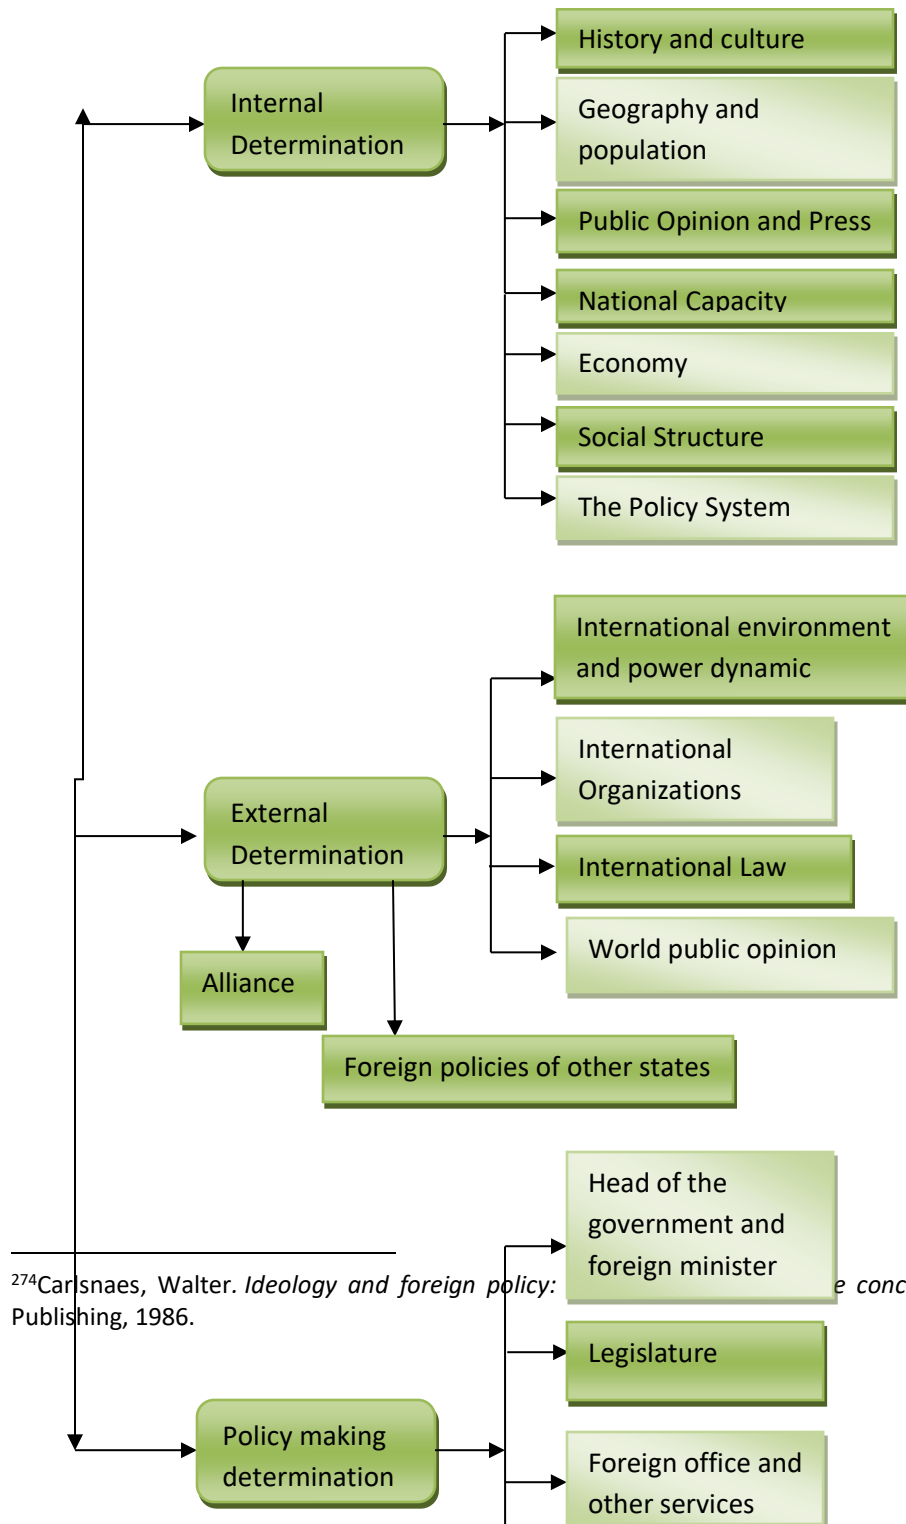 History and culture
Internal
Determination
Geography and
population
Public Opinion and Press
National Capacity
Economy
Social Structure
The Policy System
International environment
and power dynamic
International
Organizations
External
Determination
International Law
World public opinion
Alliance
Foreign policies of other states
Head of the
government and
foreign minister
274Carlsnaes, Walter. Ideology and foreign policy: e conc
Publishing, 1986.
Legislature
Policy making
determination
Foreign office and
other services